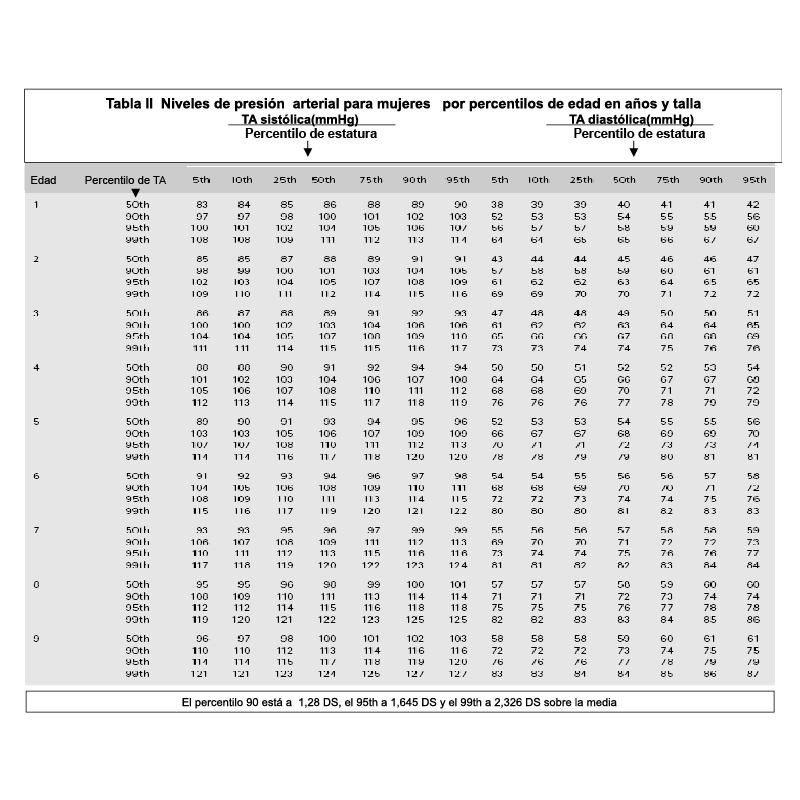 Tabla II Niveles de presión arterial para mujeres por percentilos de edad en años y talla
TA sistólica(mmHg) TA diastólica(mmHg)
Percentilo de estatura Percentilo de estatura
Edad Percentilo de TA 5th 10th 25th 50th 75th 90th 95th 5th 10th 25th 50th 75th 90th 95th
1 50th 83 84 85 86 88 89 90 38 39 39 40 41 41 42
90th 97 97 98 100 101 102 103 52 53 53 54 55 55 56
95th 100 101 102 104 105 106 107 56 57 57 58 59 59 60
99th 108 108 109 111 112 113 114 64 64 65 65 66 67 67
2 50th 85 85 87 88 89 91 91 43 44 44 45 46 46 47
90th 98 99 100 101 103 104 105 57 58 58 59 60 61 61
95th 102 103 104 105 107 108 109 61 62 62 63 64 65 65
99th 109 110 111 112 114 115 116 69 69 70 70 71 72 72
3 50th 86 87 88 89 91 92 93 47 48 48 49 50 50 51
90th 100 100 102 103 104 106 106 61 62 62 63 64 64 65
95th 104 104 105 107 108 109 110 65 66 66 67 68 68 69
99th 111 111 114 115 115 116 117 73 73 74 74 75 76 76
4 50th 88 88 90 91 92 94 94 50 50 51 52 52 53 54
90th 101 102 103 104 106 107 108 64 64 65 66 67 67 68
95th 105 106 107 108 110 111 112 68 68 69 70 71 71 72
99th 112 113 114 115 117 118 119 76 76 76 77 78 79 79
5 50th 89 90 91 93 94 95 96 52 53 53 54 55 55 56
90th 103 103 105 106 107 109 109 66 67 67 68 69 69 70
95th 107 107 108 110 111 112 113 70 71 71 72 73 73 74
99th 114 114 116 117 118 120 120 78 78 79 79 80 81 81
6 50th 91 92 93 94 96 97 98 54 54 55 56 56 57 58
90th 104 105 106 108 109 110 111 68 68 69 70 70 71 72
95th 108 109 110 111 113 114 115 72 72 73 74 74 75 76
99th 115 116 117 119 120 121 122 80 80 80 81 82 83 83
7 50th 93 93 95 96 97 99 99 55 56 56 57 58 58 59
90th 106 107 108 109 111 112 113 69 70 70 71 72 72 73
95th 110 111 112 113 115 116 116 73 74 74 75 76 76 77
99th 117 118 119 120 122 123 124 81 81 82 82 83 84 84
8 50th 95 95 96 98 99 100 101 57 57 57 58 59 60 60
90th 108 109 110 111 113 114 114 71 71 71 72 73 74 74
95th 112 112 114 115 116 118 118 75 75 75 76 77 78 78
99th 119 120 121 122 123 125 125 82 82 83 83 84 85 86
9 50th 96 97 98 100 101 102 103 58 58 58 59 60 61 61
90th 110 110 112 113 114 116 116 72 72 72 73 74 75 75
95th 114 114 115 117 118 119 120 76 76 76 77 78 79 79
99th 121 121 123 124 125 127 127 83 83 84 84 85 86 87
El percentilo 90 está a 1,28 DS, el 95th a 1,645 DS y el 99th a 2,326 DS sobre la media